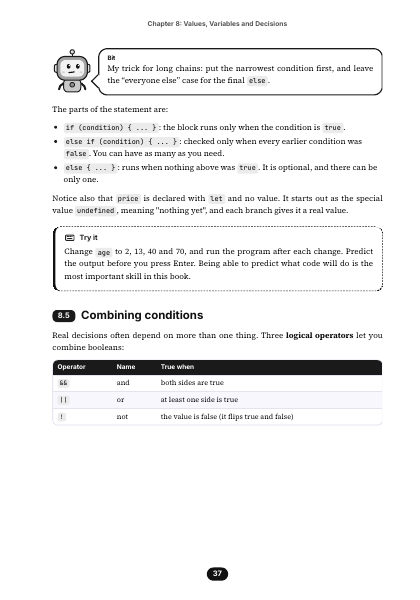 Chapter 8: Values, Variables and Decisions
Bit
My trick for long chains: put the narrowest condition first, and leave
the "everyone else" case for the final else .
The parts of the statement are:
• if (condition) { ... } : the block runs only when the condition is true .
• else if (condition) { ... } : checked only when every earlier condition was
false . You can have as many as you need.
• else { ... } : runs when nothing above was true . It is optional, and there can be
only one.
Notice also that price is declared with let and no value. It starts out as the special
value undefined , meaning "nothing yet", and each branch gives it a real value.
Try it
Change age to 2, 13, 40 and 70, and run the program after each change. Predict
the output before you press Enter. Being able to predict what code will do is the
most important skill in this book.
8.5 Combining conditions
Real decisions often depend on more than one thing. Three logical operators let you
combine booleans:
Operator Name True when
&& and both sides are true
|| or at least one side is true
! not the value is false (it flips true and false)
37